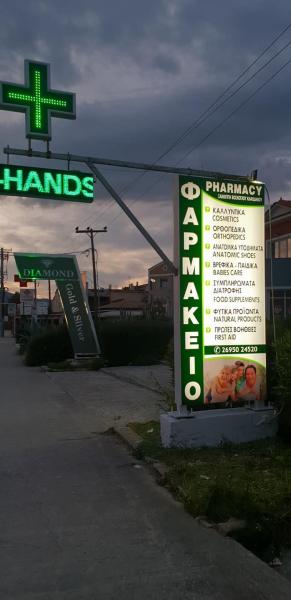 -HANDS
DIAMOND
Gold & Silver
ΦΑΡΜΑΚΕΙΟ
PHARMACY
ΚΑΛΛΥΝΤΙΚΑ
COSMETICS
ΟΡΘΟΠΕΔΙΚΑ
ORTHOPEDICS
ΑΝΑΤΟΜΙΚΑ ΥΠΟΔΗΜΑΤΑ
ANATOMIC SHOES
ΒΡΕΦΙΚΑ - ΠΑΙΔΙΚΑ
BABIES CARE
ΣΥΜΠΛΗΡΩΜΑΤΑ
ΔΙΑΤΡΟΦΗΣ
FOOD SUPPLEMENTS
ΦΥΤΙΚΑ ΠΡΟΪΟΝΤΑ
NATURAL PRODUCTS
ΠΡΩΤΕΣ ΒΟΗΘΕΙΕΣ
FIRST AID
26950 24520